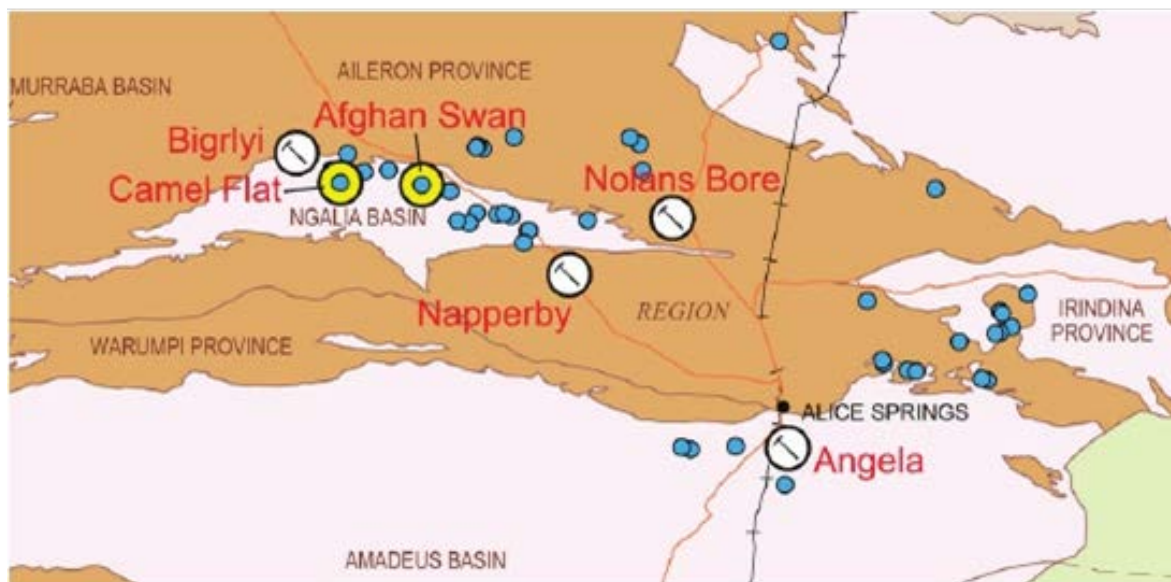 AILERON PROVINCE
MURRABA BASIN
Afghan Swan
Bigrlyi
Camel Flat
Nolans Bore
NGALIA BASIN
Napperby
REGION
IRINDINA
PROVINCE
WARUMPI PROVINCE
ALICE SPRINGS
Angela
AMADEUS BASIN